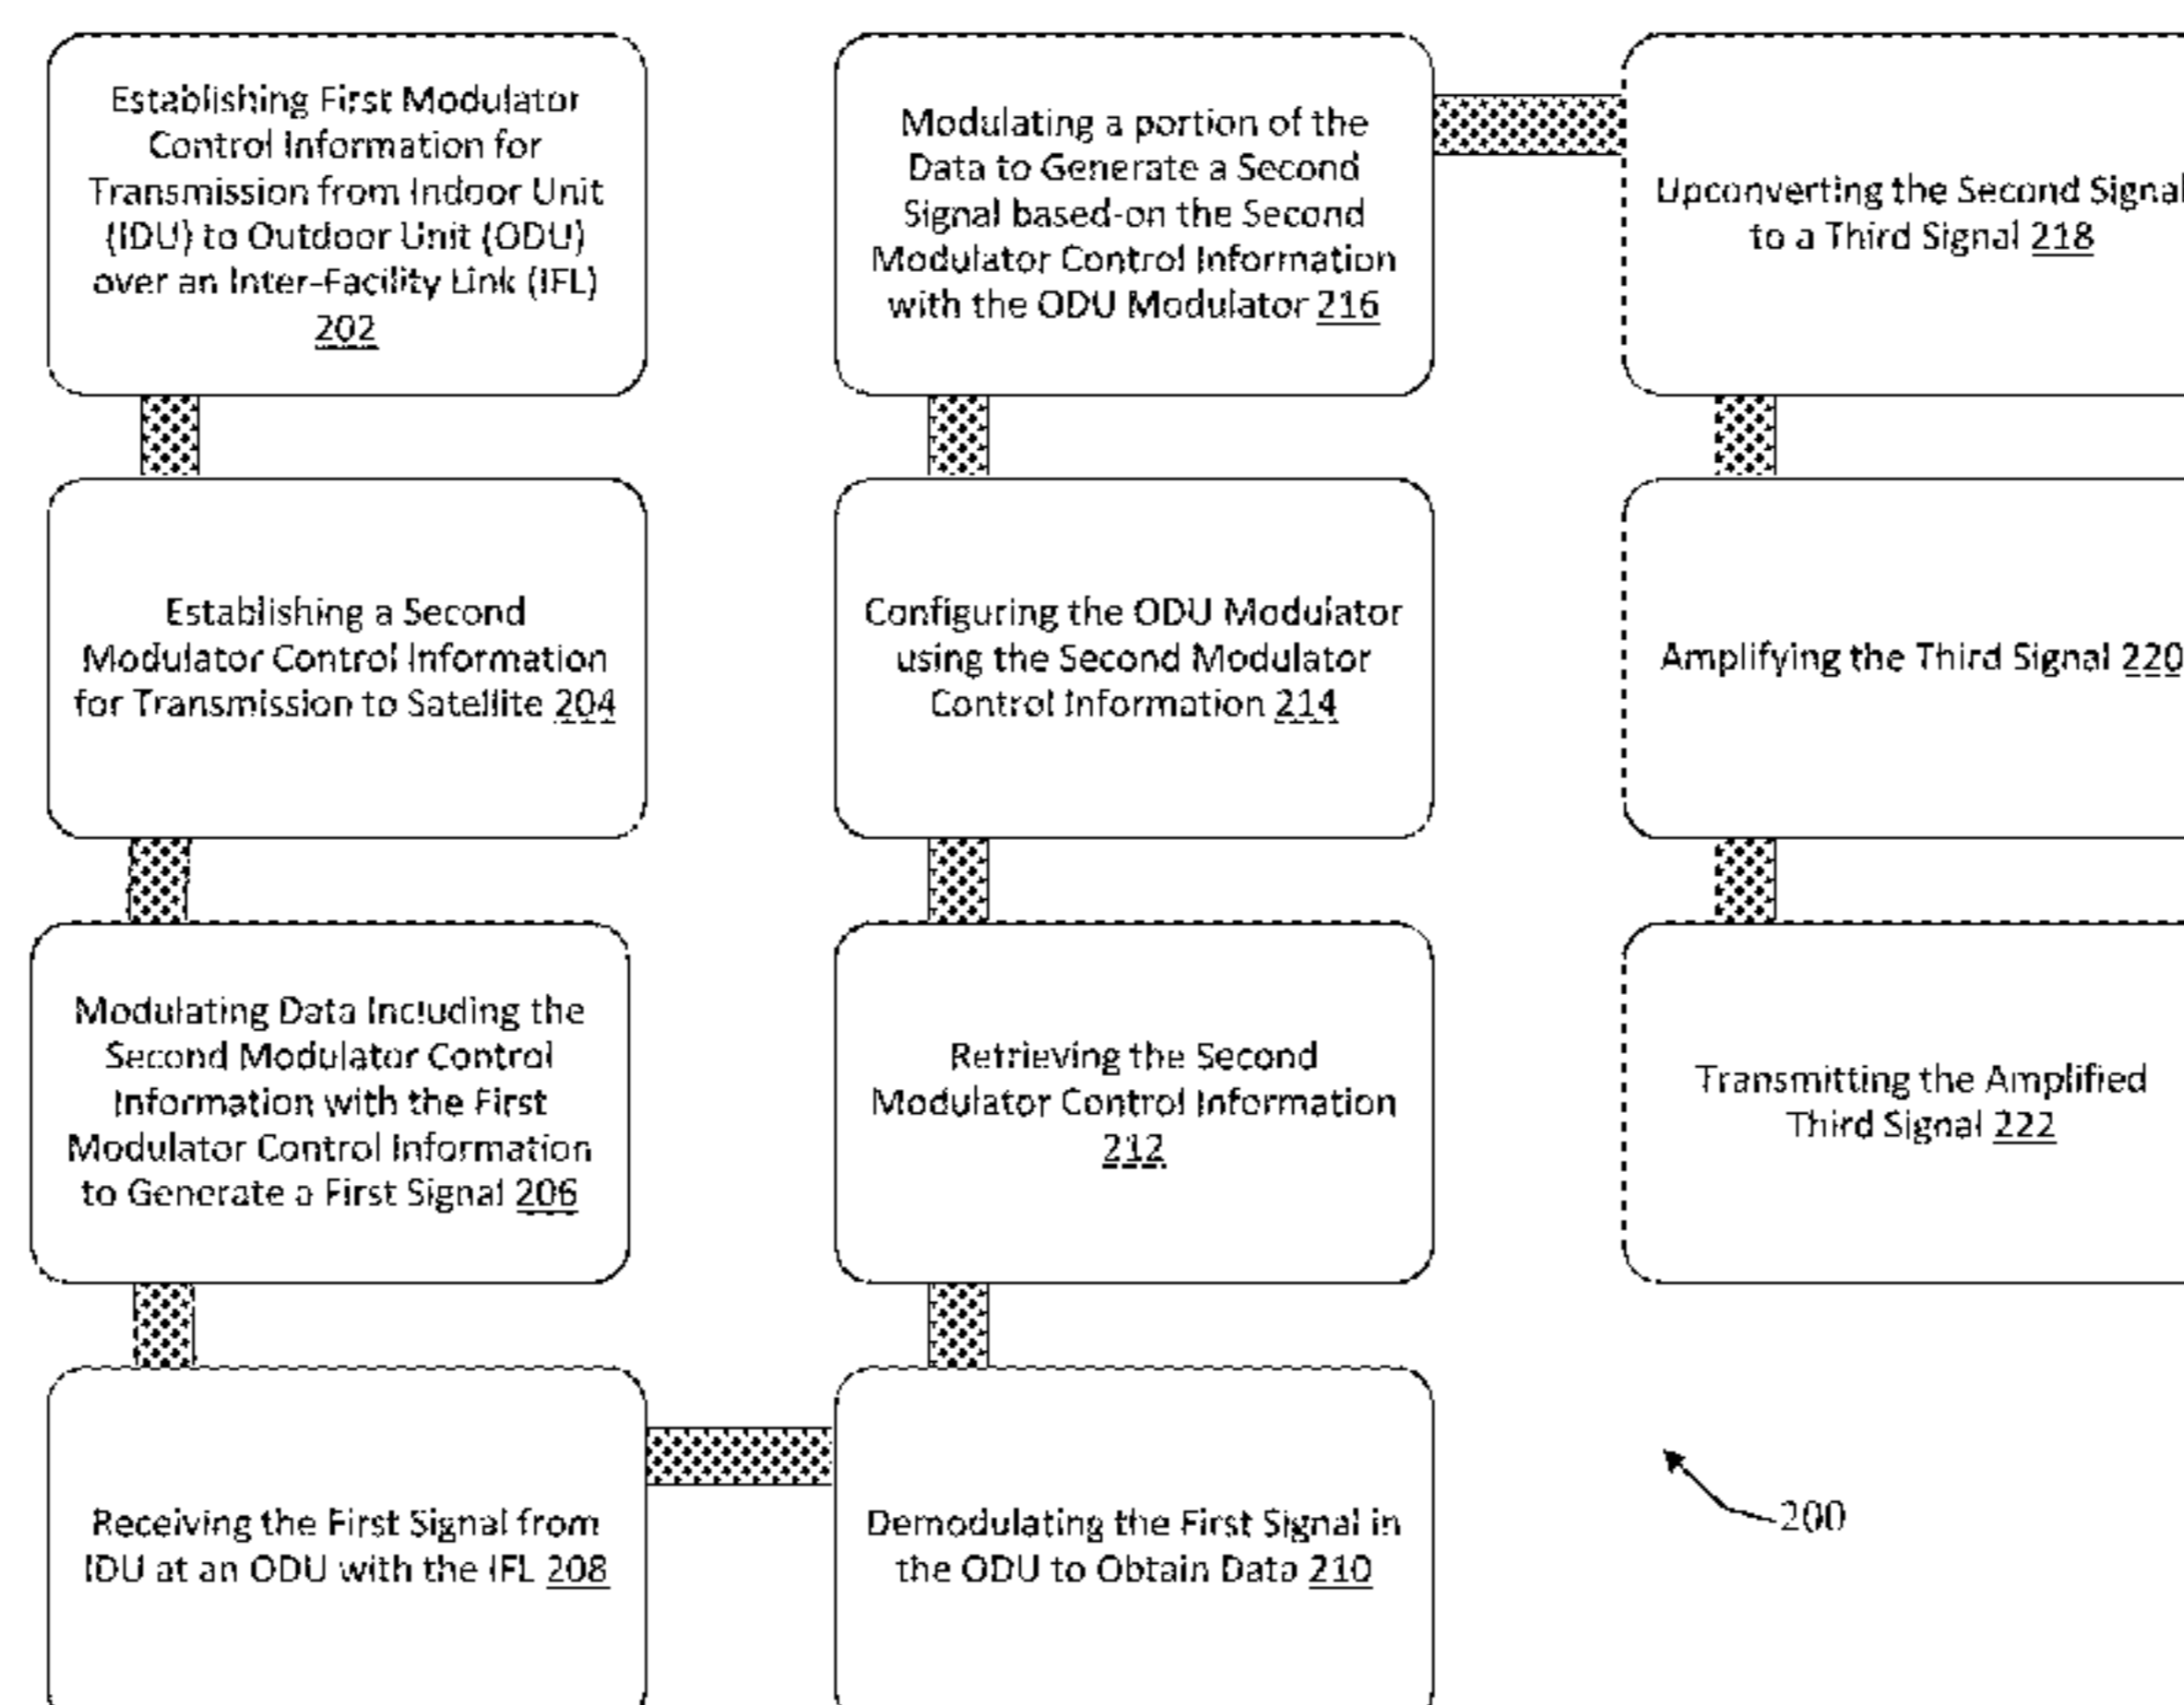 Establishing First Modulator
Control Information for
Transmission from Indoor Unit
(IDU) to Outdoor Unit (ODU)
over an Inter-Facility Link (IFL)
202
Establishing a Second
Modulator Control Information
for Transmission to Satellite 204
Modulating Data Including the
Second Modulator Control
Information with the First
Modulator Control Information
to Generate a First Signal 206
Receiving the First Signal from
IDU at an ODU with the IFL 208
Demodulating the First Signal in
the ODU to Obtain Data 210
Retrieving the Second
Modulator Control Information
212
Configuring the ODU Modulator
using the Second Modulator
Control Information 214
Modulating a portion of the
Data to Generate a Second
Signal based-on the Second
Modulator Control Information
with the ODU Modulator 216
Upconverting the Second Signal
to a Third Signal 218
Amplifying the Third Signal 220
Transmitting the Amplified
Third Signal 222
200